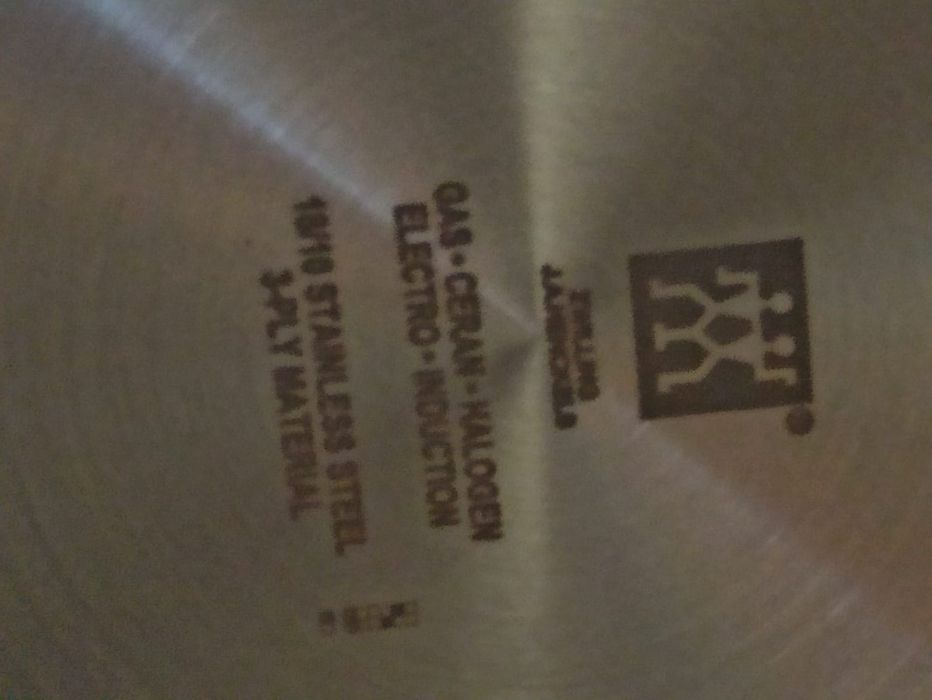 ZWILLING
J.A.HENCKELS
GAS • CERAN • HALOGEN
ELECTRO • INDUCTION
18/10 STAINLESS STEEL
3-PLY MATERIAL